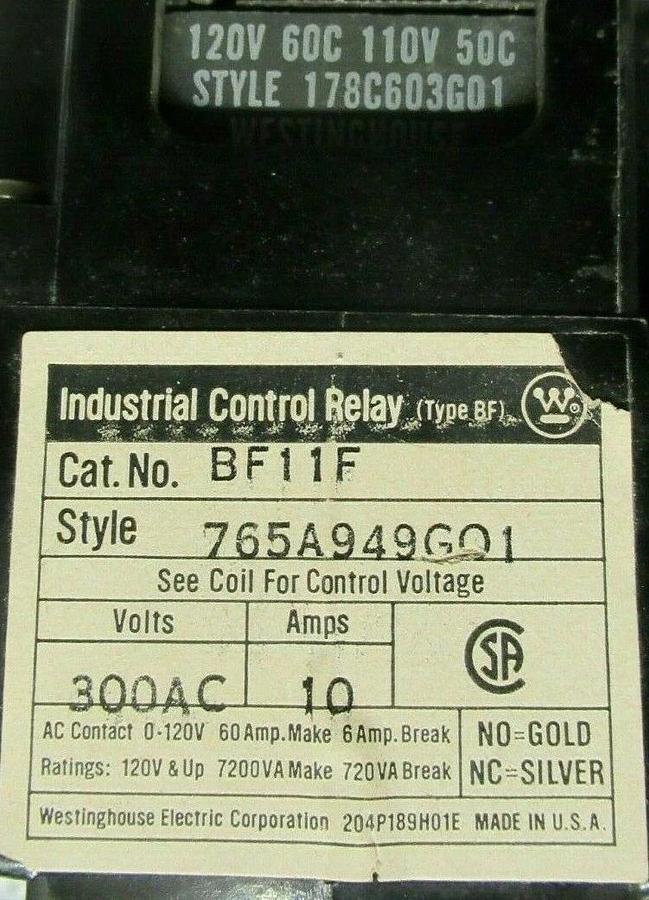 120V 60C 110V 50C
STYLE 178C603G01
WESTINGHOUSE
Industrial Control Relay (Type BF)
W ®
Cat. No. BF11F
Style 765A949G01
See Coil For Control Voltage
Volts Amps
300AC 10
CSA
AC Contact 0-120V 60 Amp. Make 6 Amp. Break
Ratings: 120V & Up 7200VA Make 720VA Break
NO=GOLD
NC=SILVER
Westinghouse Electric Corporation 204P189H01E MADE IN U.S.A.